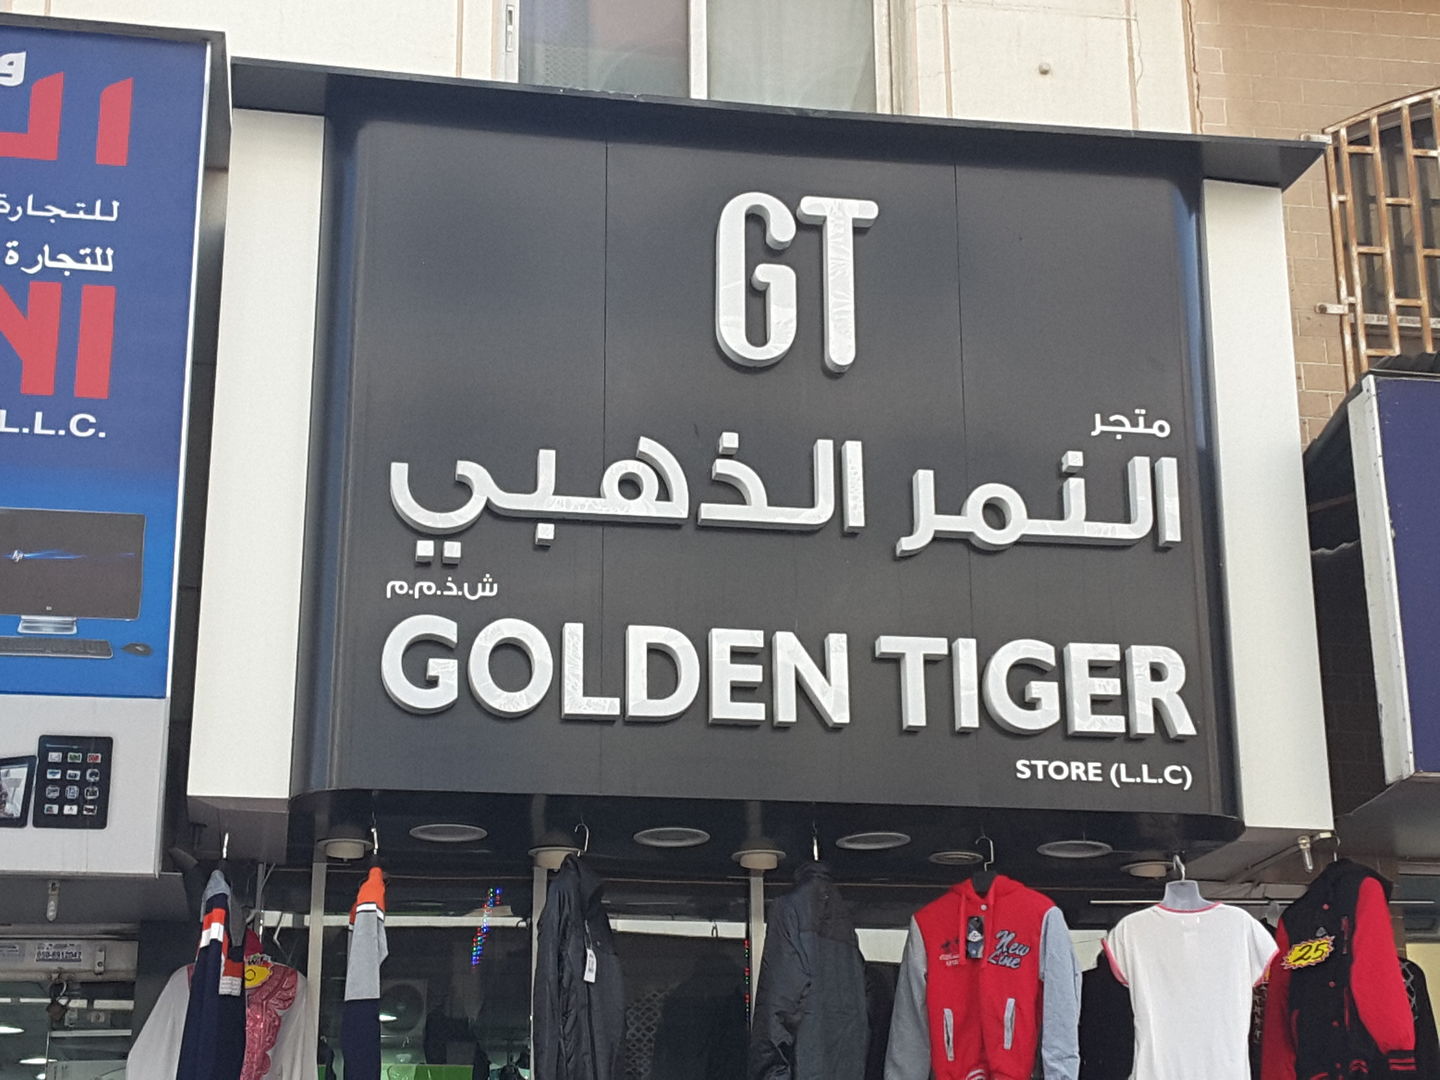 GT
متجر
النمر الذهبي
ش.ذ.م.م
GOLDEN TIGER
STORE (L.L.C)
للتجارة
للتجارة
L.L.C.
New
Line
25